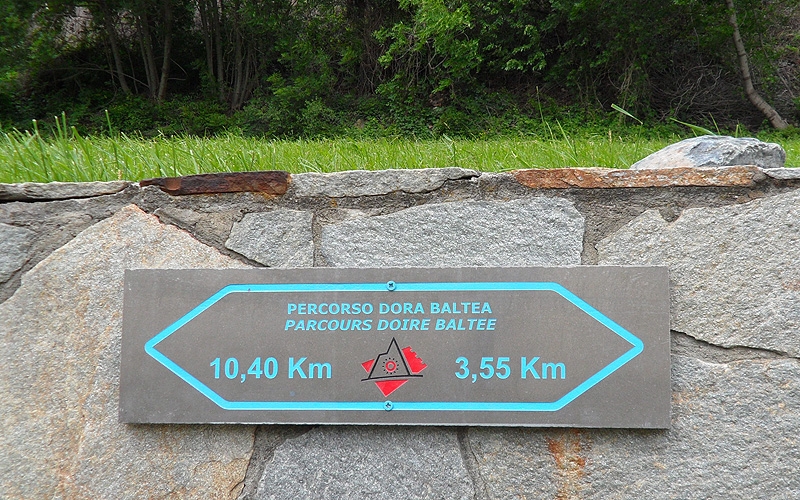 PERCORSO DORA BALTEA
PARCOURS DOIRE BALTEE
10,40 Km 3,55 Km